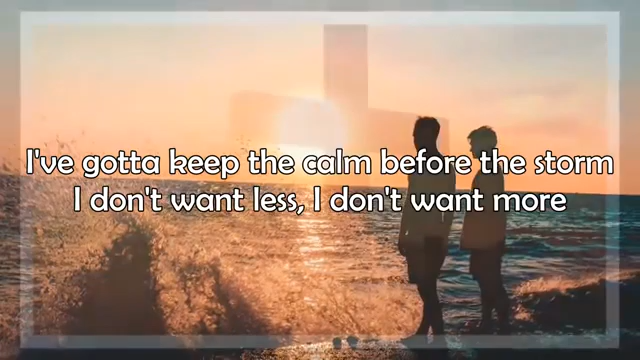 I've gotta keep the calm before the storm
I don't want less, I don't want more